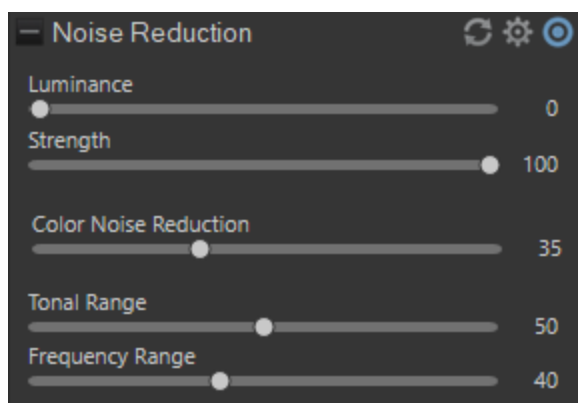 Noise Reduction
Luminance
0
Strength
100
Color Noise Reduction
35
Tonal Range
50
Frequency Range
40